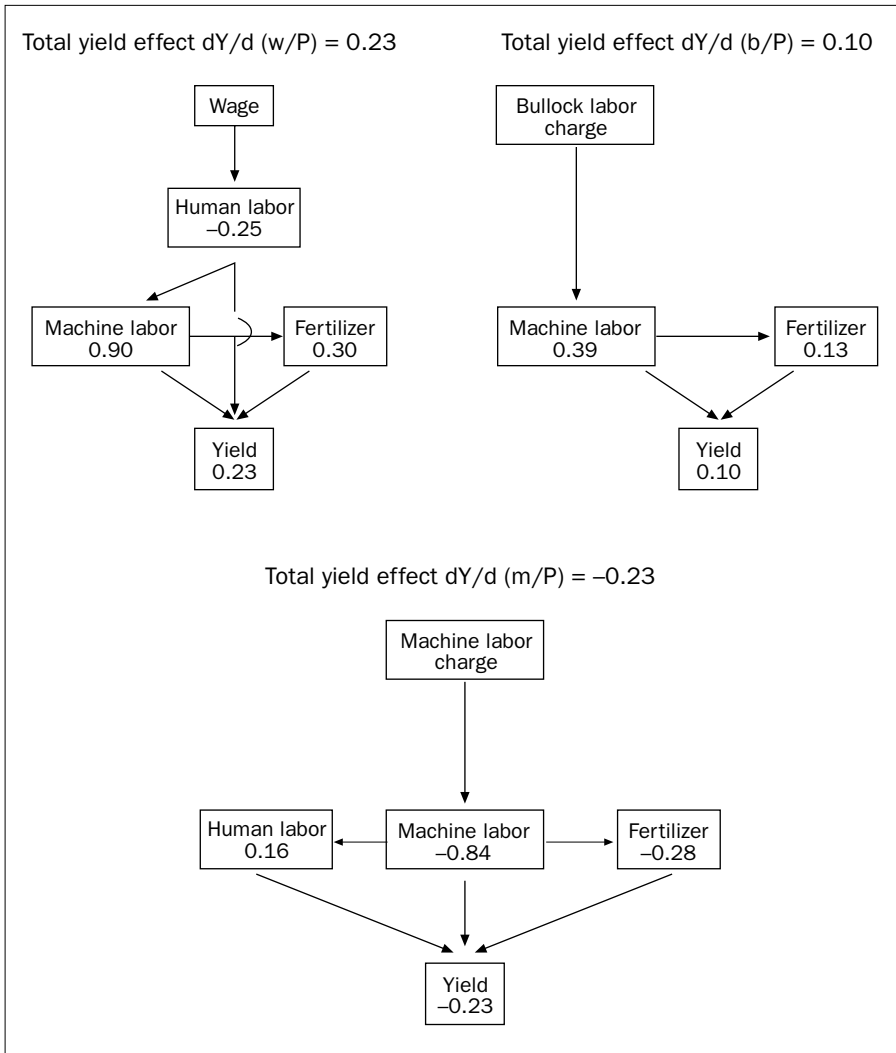 Total yield effect dY/d (w/P) = 0.23
Wage
Human labor
–0.25
Machine labor
0.90
Fertilizer
0.30
Yield
0.23
Total yield effect dY/d (b/P) = 0.10
Bullock labor
charge
Machine labor
0.39
Fertilizer
0.13
Yield
0.10
Total yield effect dY/d (m/P) = –0.23
Machine labor
charge
Human labor
0.16
Machine labor
–0.84
Fertilizer
–0.28
Yield
–0.23